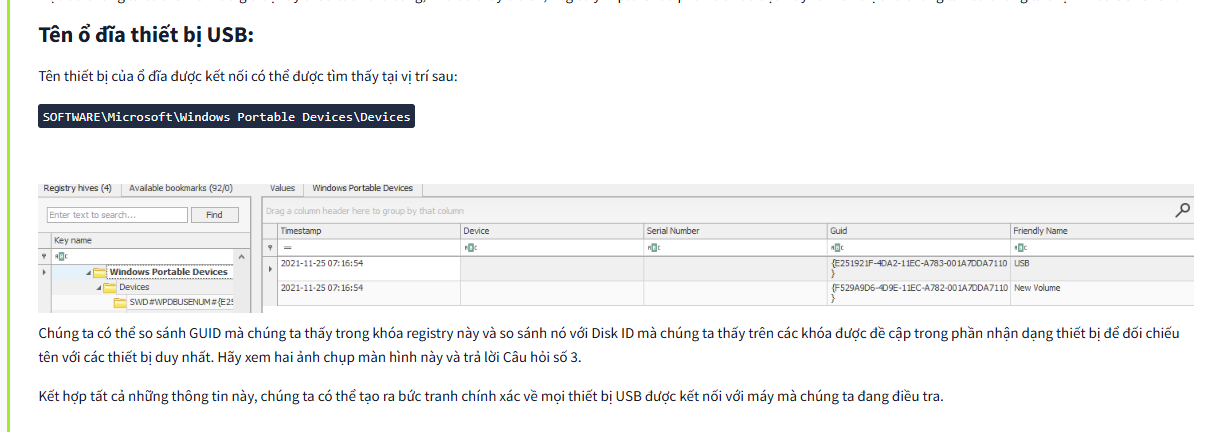 Tên ổ đĩa thiết bị USB:
Tên thiết bị của ổ đĩa được kết nối có thể được tìm thấy tại vị trí sau:
SOFTWARE\Microsoft\Windows Portable Devices\Devices
Registry hives (4) Available bookmarks (92/0) Values Windows Portable Devices
Enter text to search... Find Drag a column header here to group by that column
Key name Timestamp Device Serial Number Guid Friendly Name
Windows Portable Devices 2021-11-25 07:16:54 {E251921F-4DA2-11EC-A783-001A7DDA7110 USB
}
Devices 2021-11-25 07:16:54 {F529A9D6-4D9E-11EC-A782-001A7DDA7110 New Volume
}
SWD#WPDBUSENUM#{E25
Chúng ta có thể so sánh GUID mà chúng ta thấy trong khóa registry này và so sánh nó với Disk ID mà chúng ta thấy trên các khóa được đề cập trong phần nhận dạng thiết bị để đối chiếu
tên với các thiết bị duy nhất. Hãy xem hai ảnh chụp màn hình này và trả lời Câu hỏi số 3.
Kết hợp tất cả những thông tin này, chúng ta có thể tạo ra bức tranh chính xác về mọi thiết bị USB được kết nối với máy mà chúng ta đang điều tra.